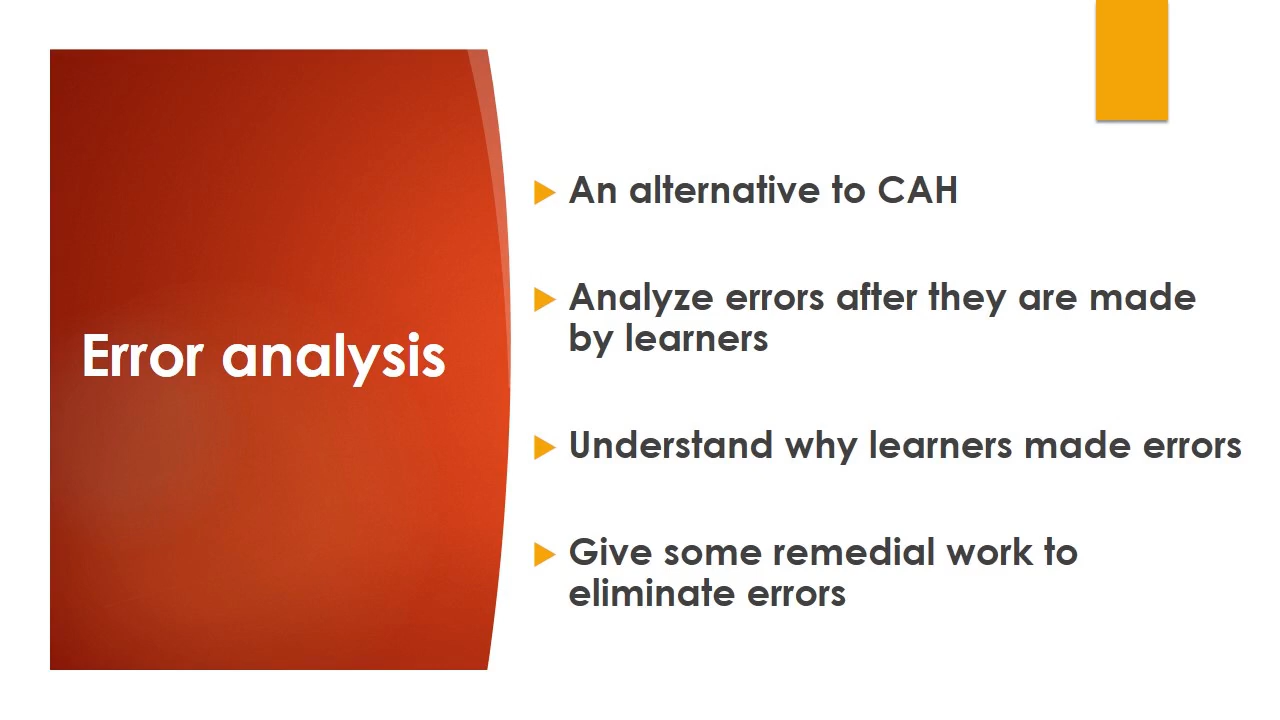 Error analysis
An alternative to CAH
Analyze errors after they are made
by learners
Understand why learners made errors
Give some remedial work to
eliminate errors